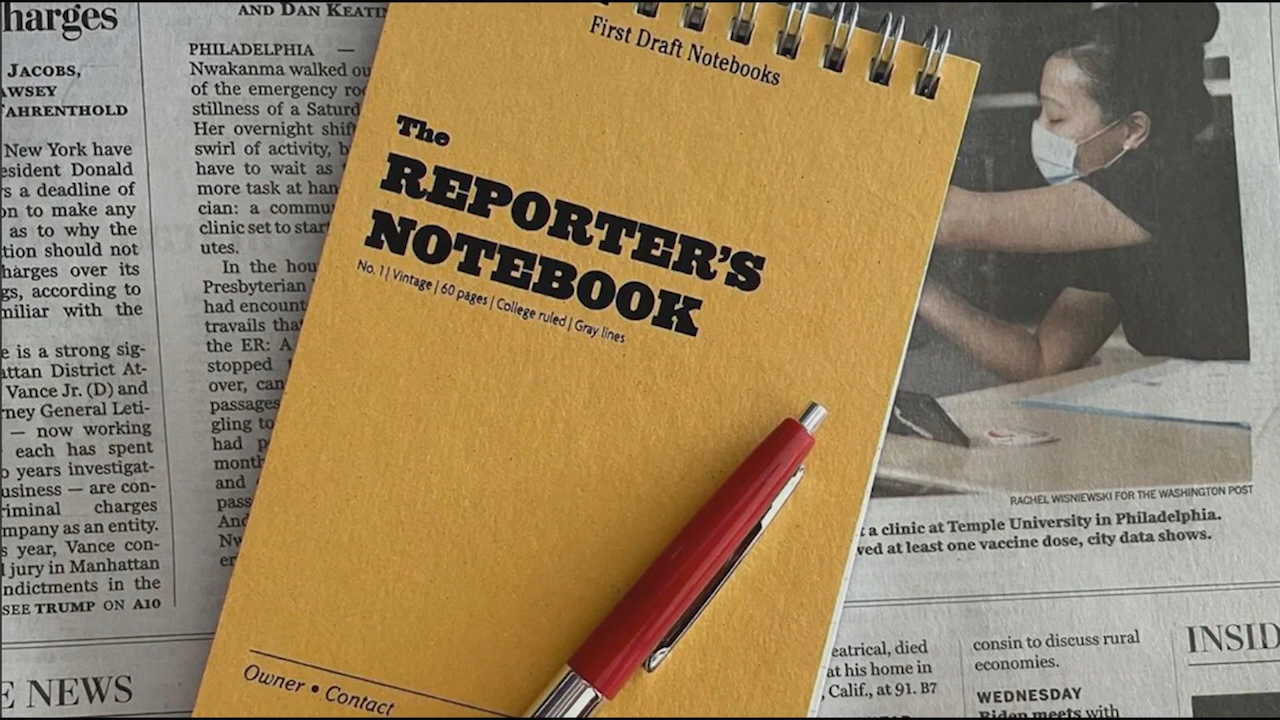 harges
JACOBS,
AWSEY
AHRENTHOLD
New York have
esident Donald
s a deadline of
on to make any
as to why the
tion should not
harges over its
gs, according to
miliar with the
e is a strong sig-
attan District At-
Vance Jr. (D) and
rney General Leti-
— now working
each has spent
o years investigat-
usiness — are con-
riminal charges
mpany as an entity.
s year, Vance con-
l jury in Manhattan
ndictments in the
SEE TRUMP ON A10
E NEWS
AND DAN KEATIN
PHILADELPHIA —
Nwakanma walked ou
of the emergency ro
stillness of a Saturd
Her overnight shift
swirl of activity, b
have to wait as
more task at han
cian: a commu
clinic set to start
utes.
In the hou
Presbyterian
had encount
travails tha
the ER: A
stopped
over, can
passages
gling to
had p
month
and
pass
And
Nw
er
First Draft Notebooks
The
REPORTER'S
NOTEBOOK
No. 1 | Vintage | 60 pages | College ruled | Gray lines
Owner • Contact
RACHEL WISNIEWSKI FOR THE WASHINGTON POST
t a clinic at Temple University in Philadelphia.
ved at least one vaccine dose, city data shows.
eatrical, died
at his home in
, Calif., at 91. B7
consin to discuss rural
economies.
WEDNESDAY
Biden meets with
INSID